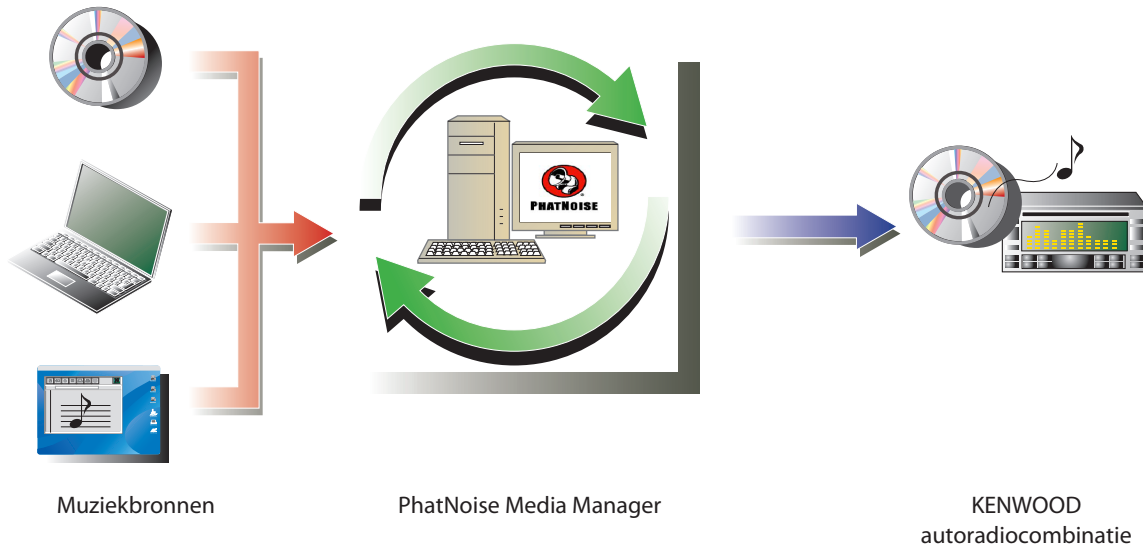 PHATNOISE
Muziekbronnen
PhatNoise Media Manager
KENWOOD
autoradiocombinatie